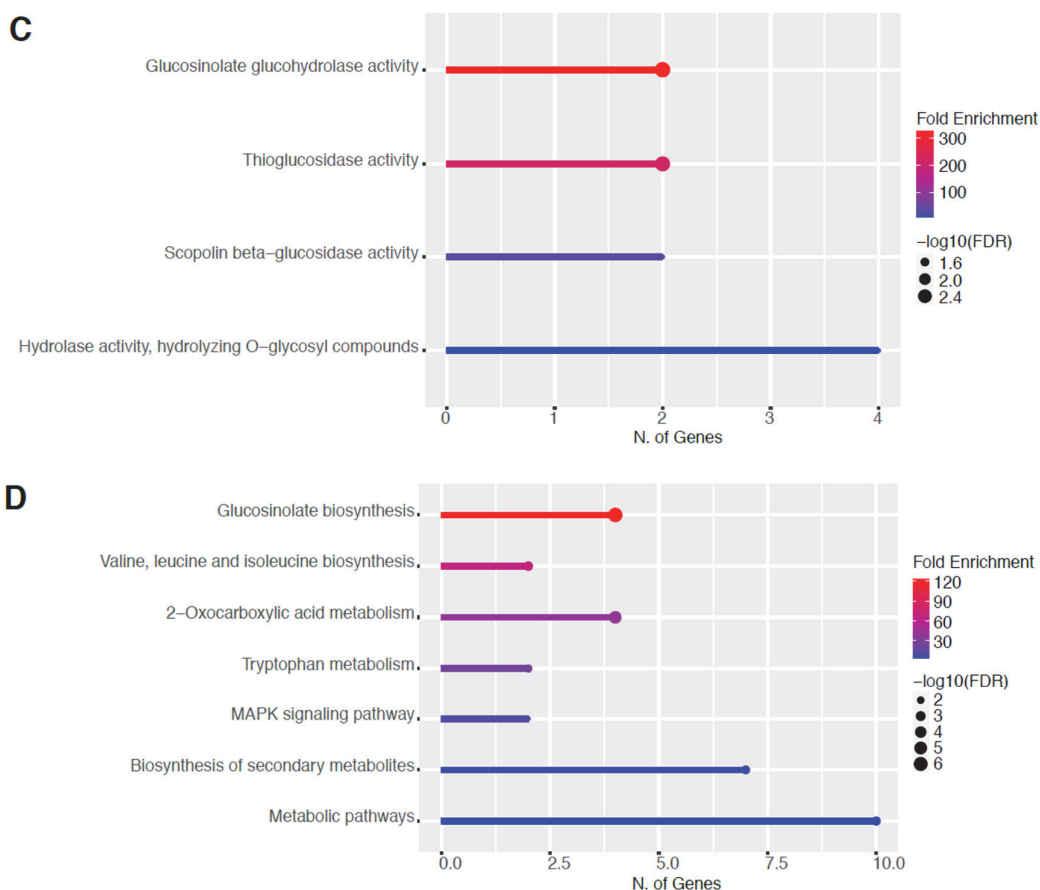 C
Glucosinolate glucohydrolase activity
Thioglucosidase activity
Scopolin beta−glucosidase activity
Hydrolase activity, hydrolyzing O−glycosyl compounds
0 1 2 3 4
N. of Genes
Fold Enrichment
300
200
100
−log10(FDR)
1.6
2.0
2.4
D
Glucosinolate biosynthesis
Valine, leucine and isoleucine biosynthesis
2−Oxocarboxylic acid metabolism
Tryptophan metabolism
MAPK signaling pathway
Biosynthesis of secondary metabolites
Metabolic pathways
0.0 2.5 5.0 7.5 10.0
N. of Genes
Fold Enrichment
120
90
60
30
−log10(FDR)
2
3
4
5
6